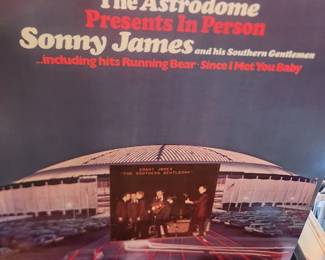 The Astrodome
Presents In Person
Sonny James and his Southern Gentlemen
...including hits Running Bear · Since I Met You Baby
SONNY JAMES
"THE SOUTHERN GENTLEMAN"